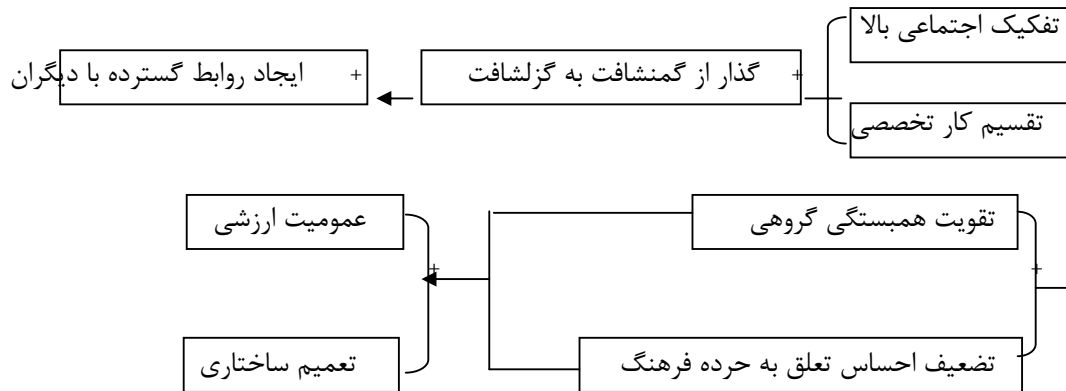 تفکیک اجتماعی بالا
+ گذار از گمنشافت به گزلشافت
+ ایجاد روابط گسترده با دیگران
تقسیم کار تخصصی
تقویت همبستگی گروهی
عمومیت ارزشی
+
+
تضعیف احساس تعلق به حرده فرهنگ
تعمیم ساختاری